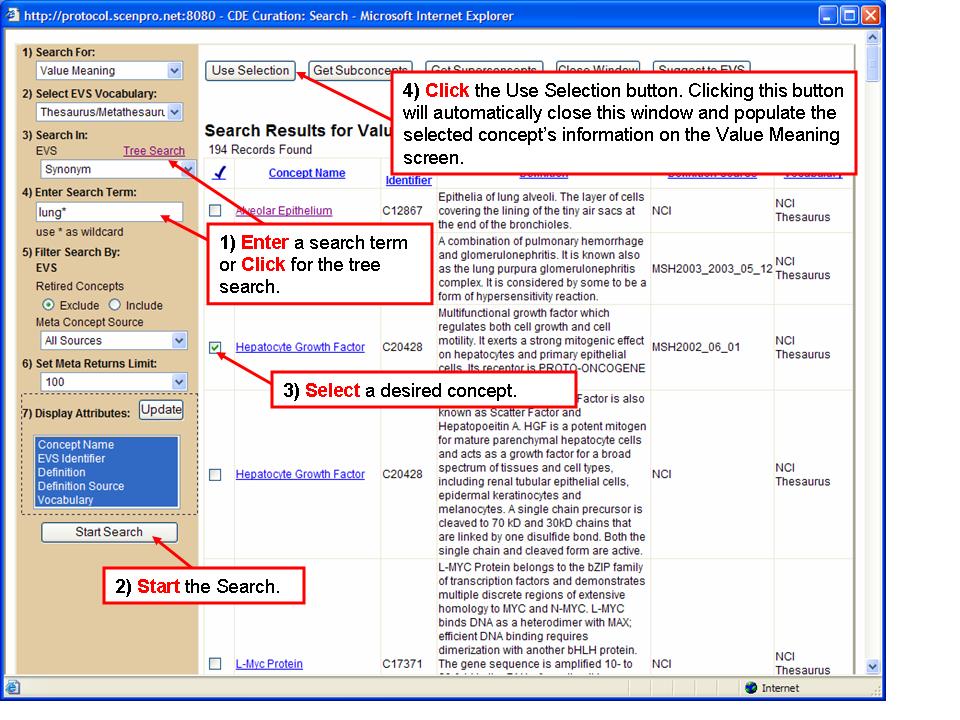 http://protocol.scenpro.net:8080 - CDE Curation: Search - Microsoft Internet Explorer
1) Search For:
Value Meaning
2) Select EVS Vocabulary:
Thesaurus/Metathesauru
3) Search In:
EVS Tree Search
Synonym
4) Enter Search Term:
lung*
use * as wildcard
5) Filter Search By:
EVS
Retired Concepts
Exclude Include
Meta Concept Source
All Sources
6) Set Meta Returns Limit:
100
7) Display Attributes: Update
Concept Name
EVS Identifier
Definition
Definition Source
Vocabulary
Start Search
Use Selection Get Subconcepts Get Superconcepts Close Window Suggest to EVS
4) Click the Use Selection button. Clicking this button
will automatically close this window and populate the
selected concept's information on the Value Meaning
screen.
Search Results for Valu
194 Records Found
Concept Name Identifier Definition Definition Source Vocabulary
Alveolar Epithelium C12867
Epithelia of lung alveoli. The layer of cells
covering the lining of the tiny air sacs at
the end of the bronchioles.
NCI
NCI
Thesaurus
1) Enter a search term
or Click for the tree
search.
A combination of pulmonary hemorrhage
and glomerulonephritis. It is known also
as the lung purpura glomerulonephritis
complex. It is considered by some to be a
form of hypersensitivity reaction.
MSH2003_2003_05_12
NCI
Thesaurus
Hepatocyte Growth Factor C20428
Multifunctional growth factor which
regulates both cell growth and cell
motility. It exerts a strong mitogenic effect
on hepatocytes and primary epithelial
cells. Its receptor is PROTO-ONCOGENE
MSH2002_06_01
NCI
Thesaurus
3) Select a desired concept.
Hepatocyte Growth Factor C20428
Factor is also
known as Scatter Factor and
Hepatopoeitin A. HGF is a potent mitogen
for mature parenchymal hepatocyte cells
and acts as a growth factor for a broad
spectrum of tissues and cell types,
including renal tubular epithelial cells,
epidermal keratinocytes and
melanocytes. A single chain precursor is
cleaved to 70 kD and 30kD chains that
are linked by one disulfide bond. Both the
single chain and cleaved form are active.
NCI
NCI
Thesaurus
2) Start the Search.
L-Myc Protein C17371
L-MYC Protein belongs to the bZIP family
of transcription factors and demonstrates
multiple discrete regions of extensive
homology to MYC and N-MYC. L-MYC
binds DNA as a heterodimer with MAX;
efficient DNA binding requires
dimerization with another bHLH protein.
The gene sequence is amplified 10- to
NCI
NCI
Thesaurus
Internet